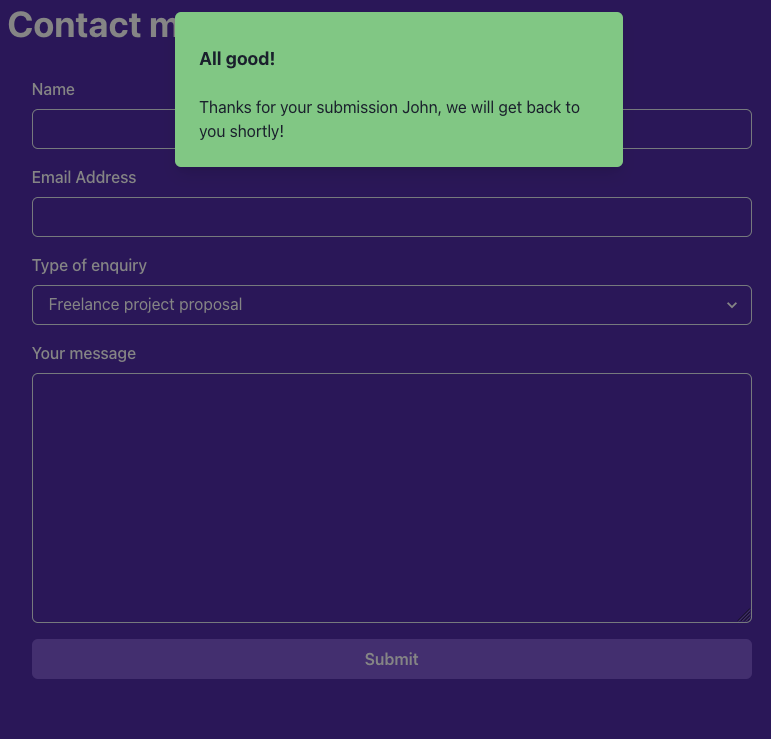 Contact m
All good!
Thanks for your submission John, we will get back to
you shortly!
Name
Email Address
Type of enquiry
Freelance project proposal
Your message
Submit